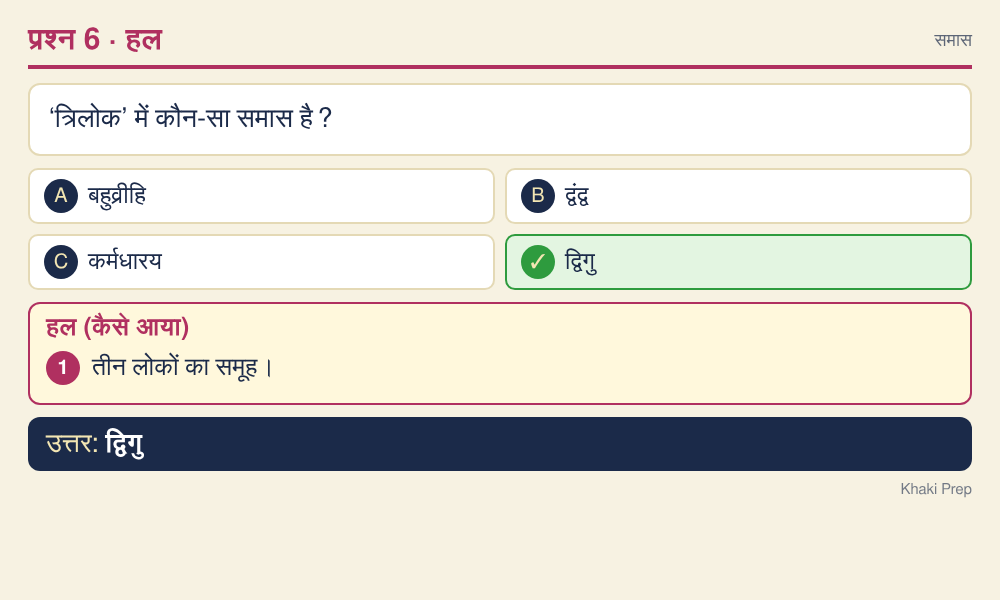 प्रश्न 6 · हल
समास
‘त्रिलोक’ में कौन-सा समास है ?
A बहुव्रीहि
B द्वंद्व
C कर्मधारय
✓ द्विगु
हल (कैसे आया)
1 तीन लोकों का समूह।
उत्तर: द्विगु
Khaki Prep